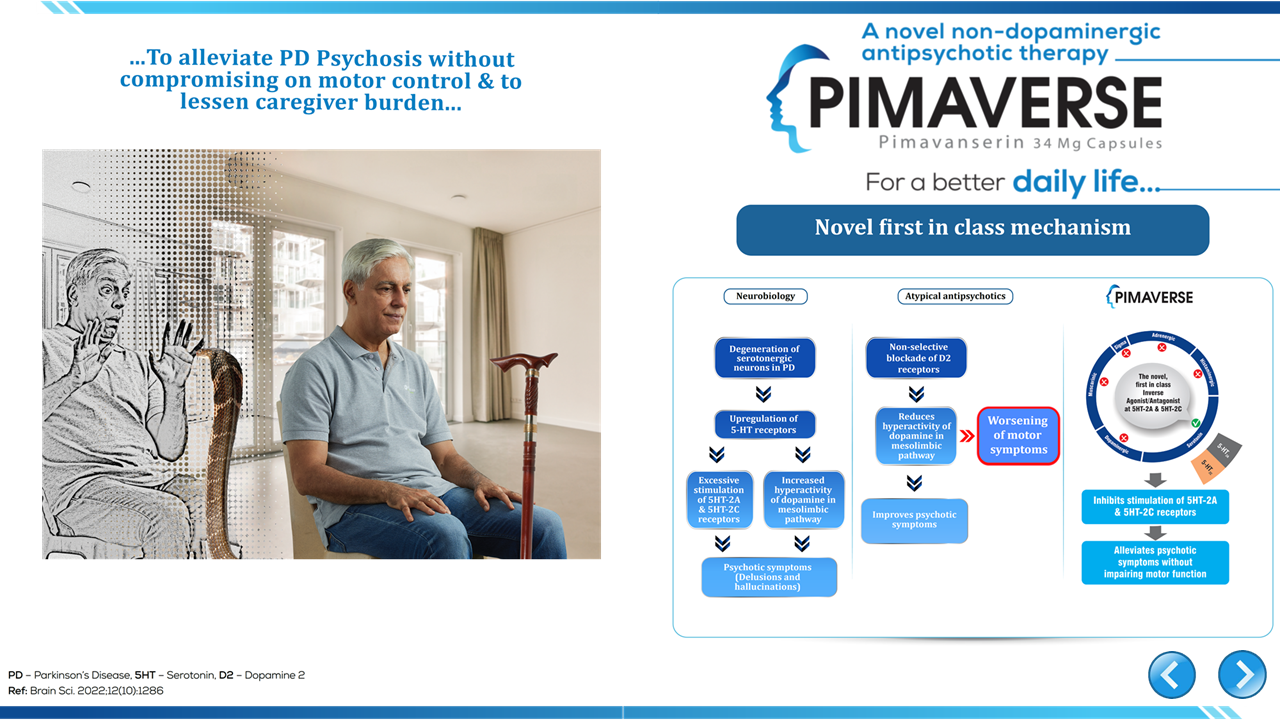 ...To alleviate PD Psychosis without
compromising on motor control & to
lessen caregiver burden...
A novel non-dopaminergic
antipsychotic therapy
PIMAVERSE
Pimavanserin 34 Mg Capsules
For a better daily life...
Novel first in class mechanism
Neurobiology
Degeneration of
serotonergic
neurons in PD
Upregulation of
5-HT receptors
Excessive
stimulation
of 5HT-2A
& 5HT-2C
receptors
Increased
hyperactivity
of dopamine in
mesolimbic
pathway
Psychotic symptoms
(Delusions and
hallucinations)
Atypical antipsychotics
Non-selective
blockade of D2
receptors
Reduces
hyperactivity of
dopamine in
mesolimbic
pathway
Worsening
of motor
symptoms
Improves psychotic
symptoms
PIMAVERSE
Adrenergic
Sigma
Histaminergic
Muscarinic
Dopaminergic
Serotonin
The novel,
first in class
Inverse
Agonist/Antagonist
at 5HT-2A & 5HT-2C
5-HT
5-HT
Inhibits stimulation of 5HT-2A
& 5HT-2C receptors
Alleviates psychotic
symptoms without
impairing motor function
PD – Parkinson's Disease, 5HT – Serotonin, D2 – Dopamine 2
Ref: Brain Sci. 2022;12(10):1286